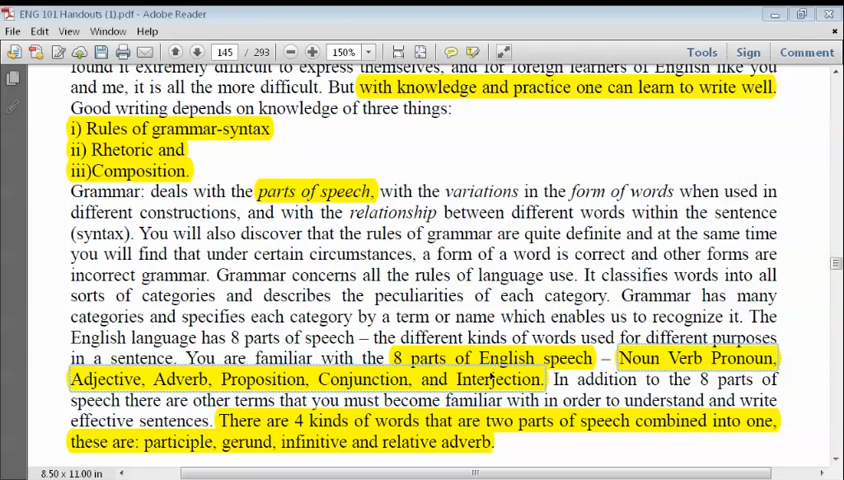 ENG 101 Handouts (1).pdf - Adobe Reader
File Edit View Window Help
145 / 293 150% Tools Sign Comment
found it extremely difficult to express themselves, and for foreign learners of English like you
and me, it is all the more difficult. But with knowledge and practice one can learn to write well.
Good writing depends on knowledge of three things:
i) Rules of grammar-syntax
ii) Rhetoric and
iii)Composition.
Grammar: deals with the parts of speech, with the variations in the form of words when used in
different constructions, and with the relationship between different words within the sentence
(syntax). You will also discover that the rules of grammar are quite definite and at the same time
you will find that under certain circumstances, a form of a word is correct and other forms are
incorrect grammar. Grammar concerns all the rules of language use. It classifies words into all
sorts of categories and describes the peculiarities of each category. Grammar has many
categories and specifies each category by a term or name which enables us to recognize it. The
English language has 8 parts of speech – the different kinds of words used for different purposes
in a sentence. You are familiar with the 8 parts of English speech – Noun Verb Pronoun,
Adjective, Adverb, Proposition, Conjunction, and Interjection. In addition to the 8 parts of
speech there are other terms that you must become familiar with in order to understand and write
effective sentences. There are 4 kinds of words that are two parts of speech combined into one,
these are: participle, gerund, infinitive and relative adverb.
8.50 x 11.00 in